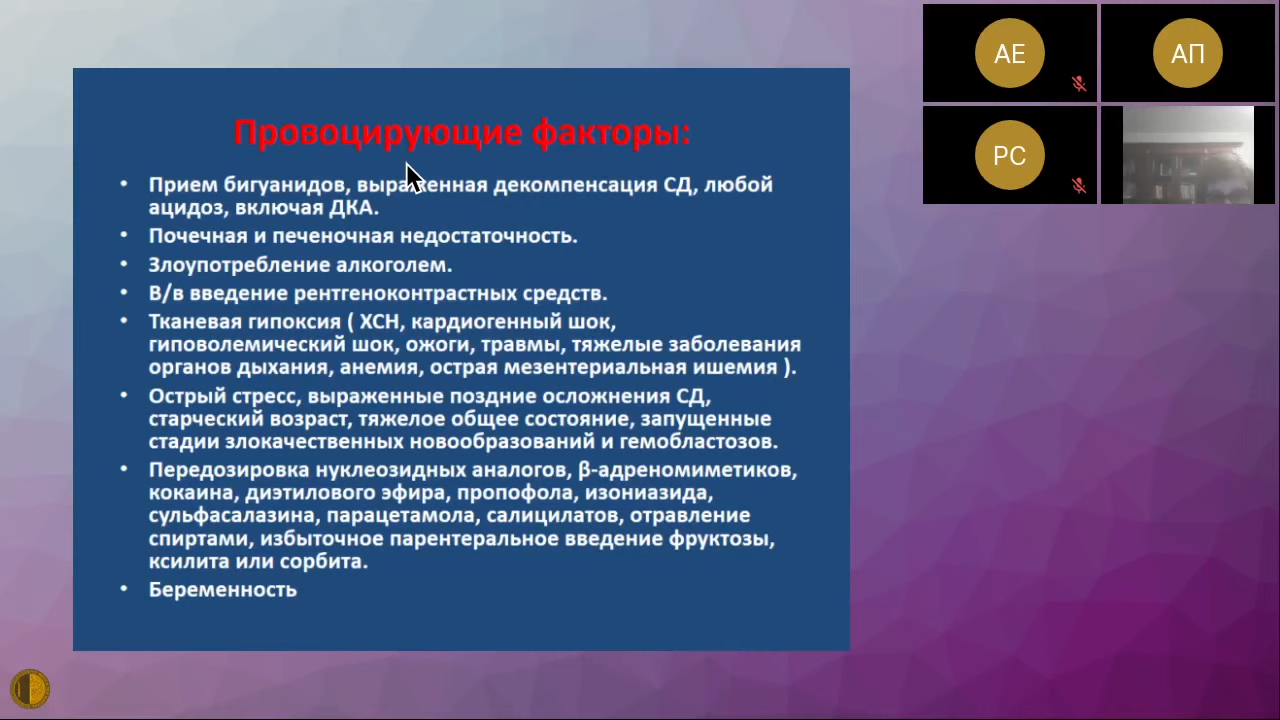 Провоцирующие факторы:
• Прием бигуанидов, выраженная декомпенсация СД, любой
ацидоз, включая ДКА.
• Почечная и печеночная недостаточность.
• Злоупотребление алкоголем.
• В/в введение рентгеноконтрастных средств.
• Тканевая гипоксия ( ХСН, кардиогенный шок,
гиповолемический шок, ожоги, травмы, тяжелые заболевания
органов дыхания, анемия, острая мезентериальная ишемия ).
• Острый стресс, выраженные поздние осложнения СД,
старческий возраст, тяжелое общее состояние, запущенные
стадии злокачественных новообразований и гемобластозов.
• Передозировка нуклеозидных аналогов, β-адреномиметиков,
кокаина, диэтилового эфира, пропофола, изониазида,
сульфасалазина, парацетамола, салицилатов, отравление
спиртами, избыточное парентеральное введение фруктозы,
ксилита или сорбита.
• Беременность
АЕ
АП
РС